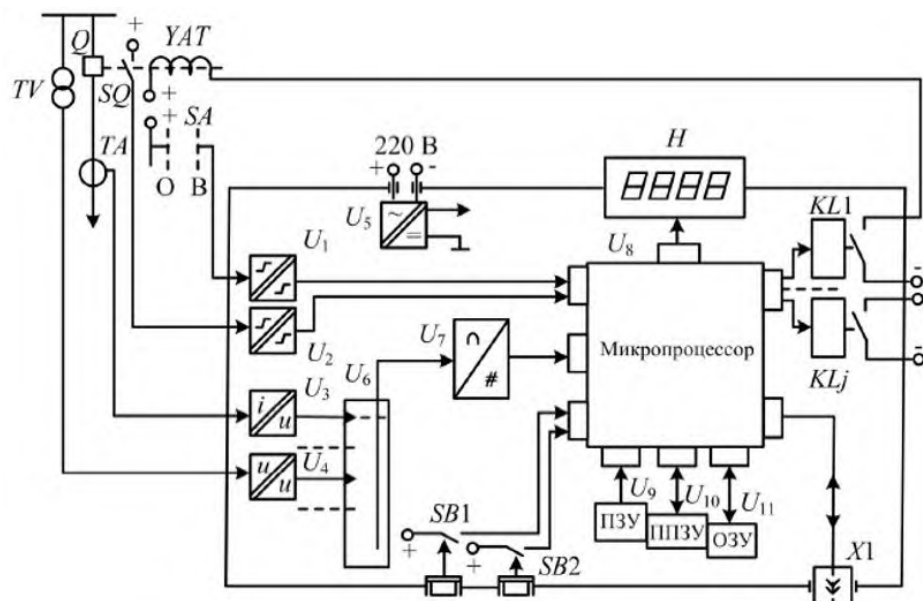 Q
+
YAT
TV
SQ
+
+
SA
TA
О
В
220 В
+
-
H
8888
U5
~
=
U1
U2
U3
i
u
U4
u
u
U6
U7
∩
#
U8
Микропроцессор
KL1
-
-
KLj
U9
U10
U11
ПЗУ
ППЗУ
ОЗУ
SB1
+
+
SB2
X1